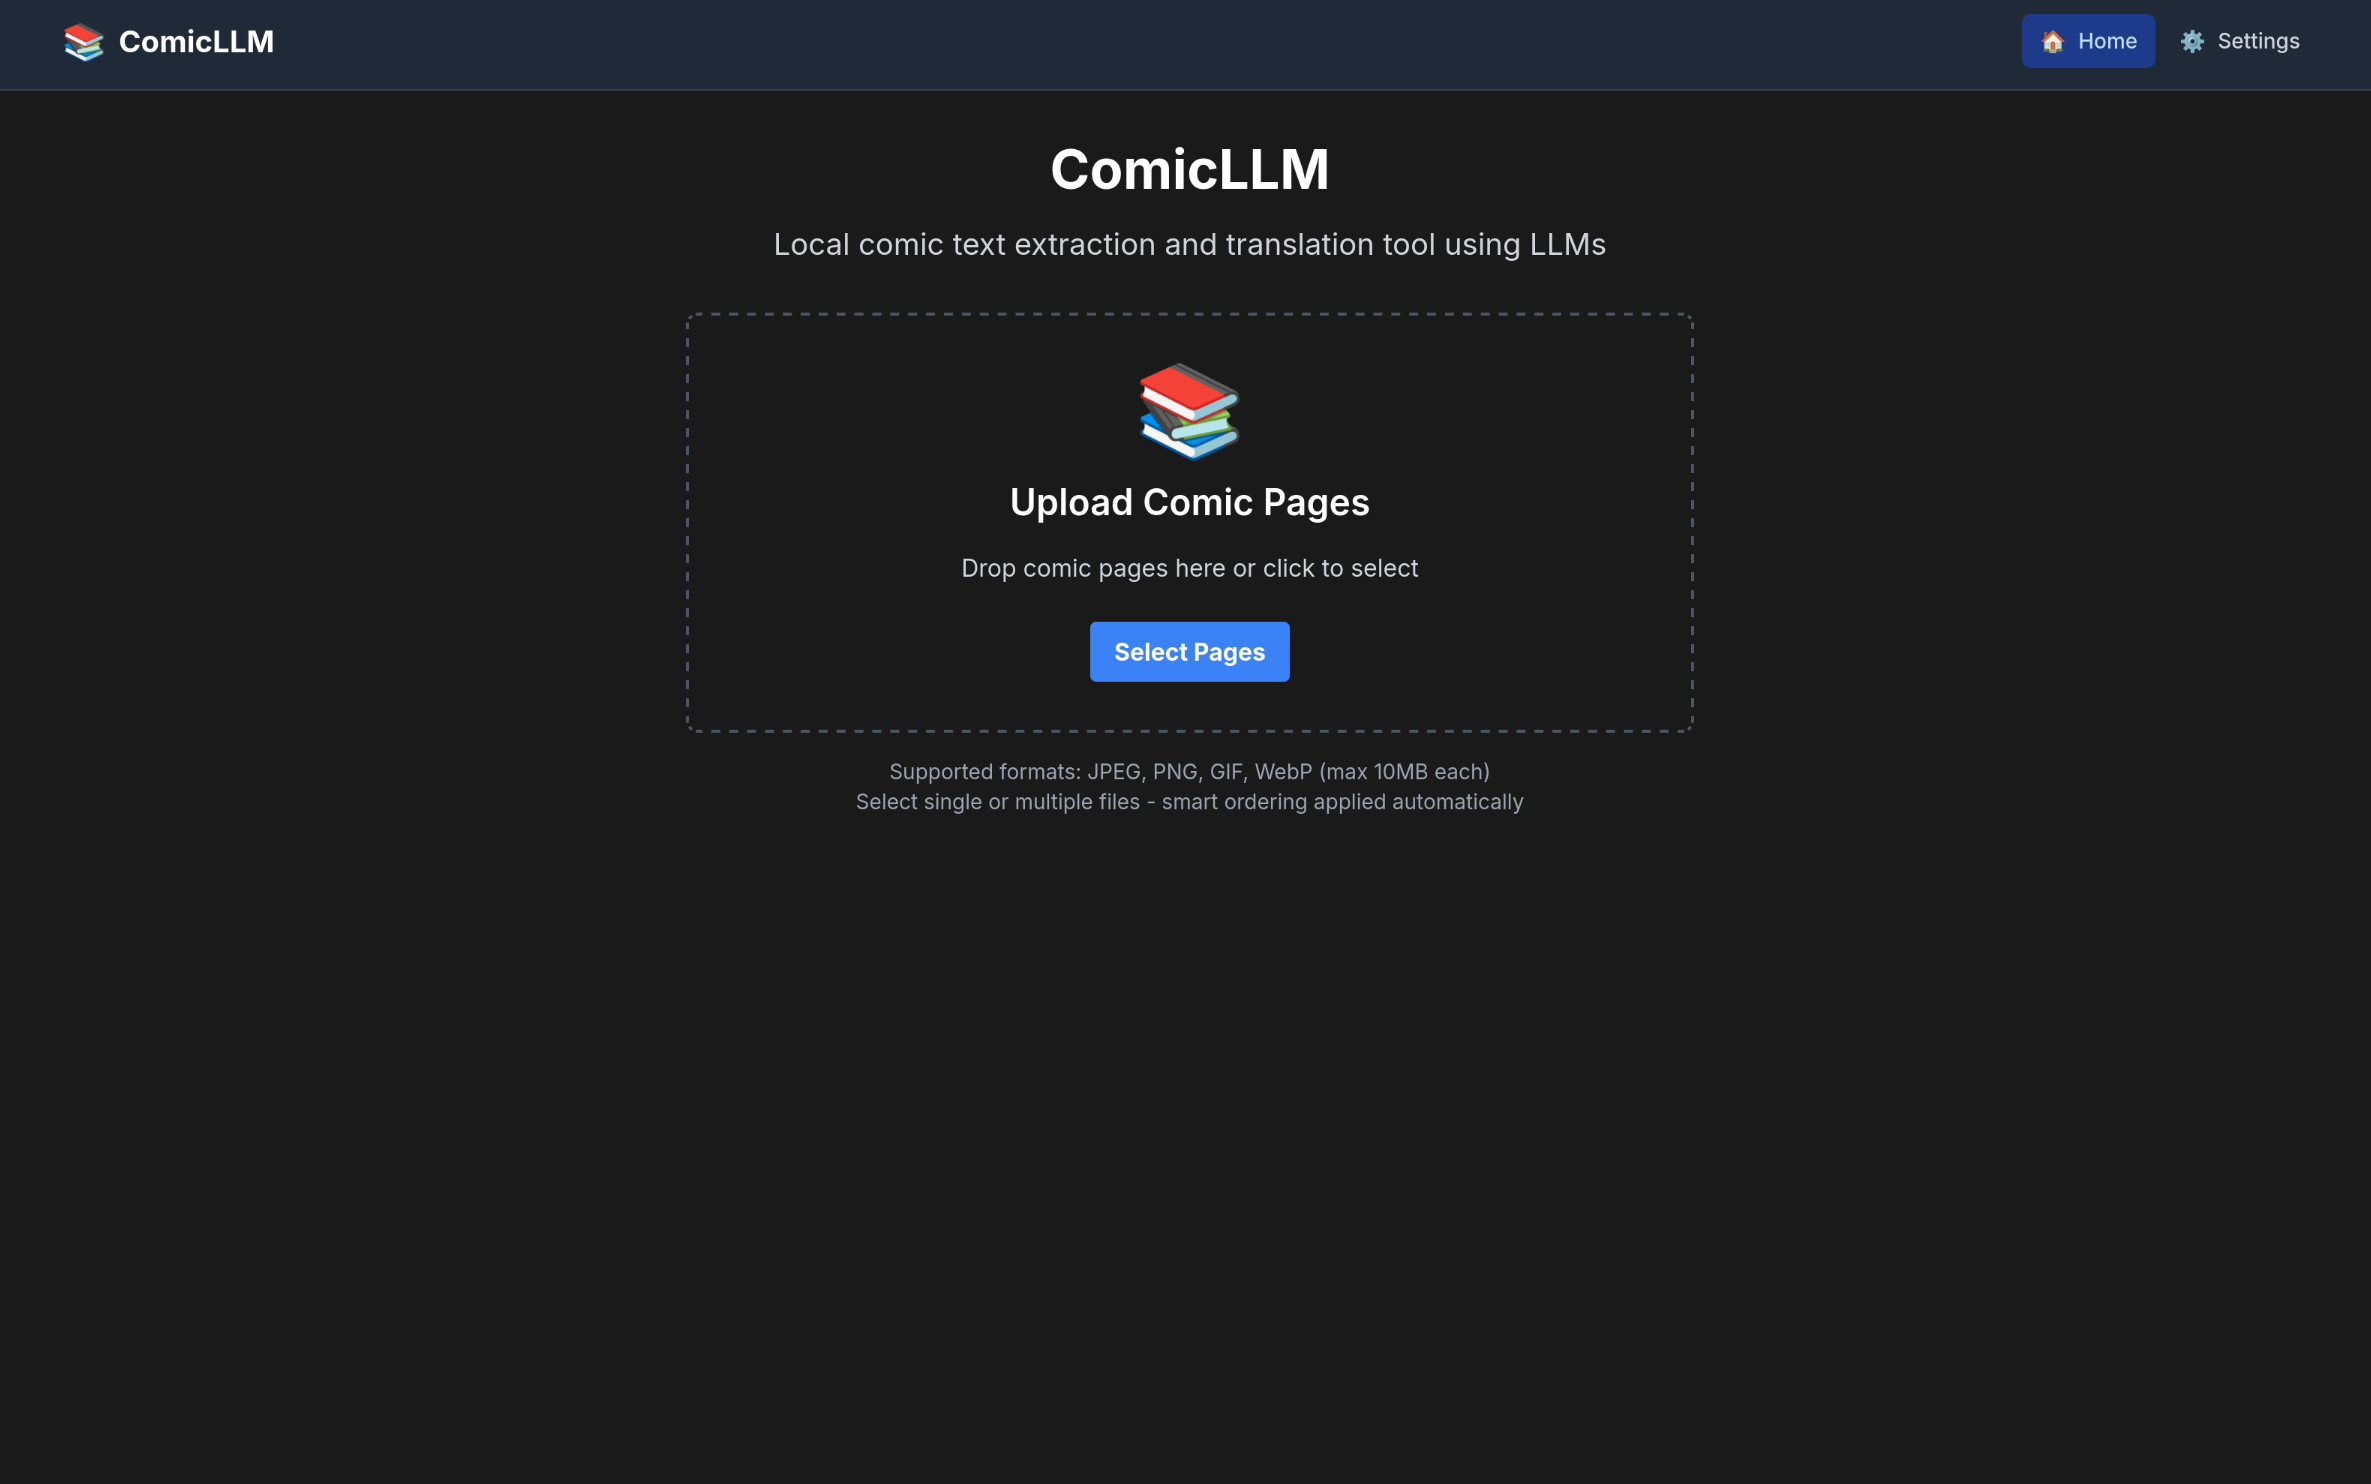 ComicLLM
Home
Settings
ComicLLM
Local comic text extraction and translation tool using LLMs
Upload Comic Pages
Drop comic pages here or click to select
Select Pages
Supported formats: JPEG, PNG, GIF, WebP (max 10MB each)
Select single or multiple files - smart ordering applied automatically